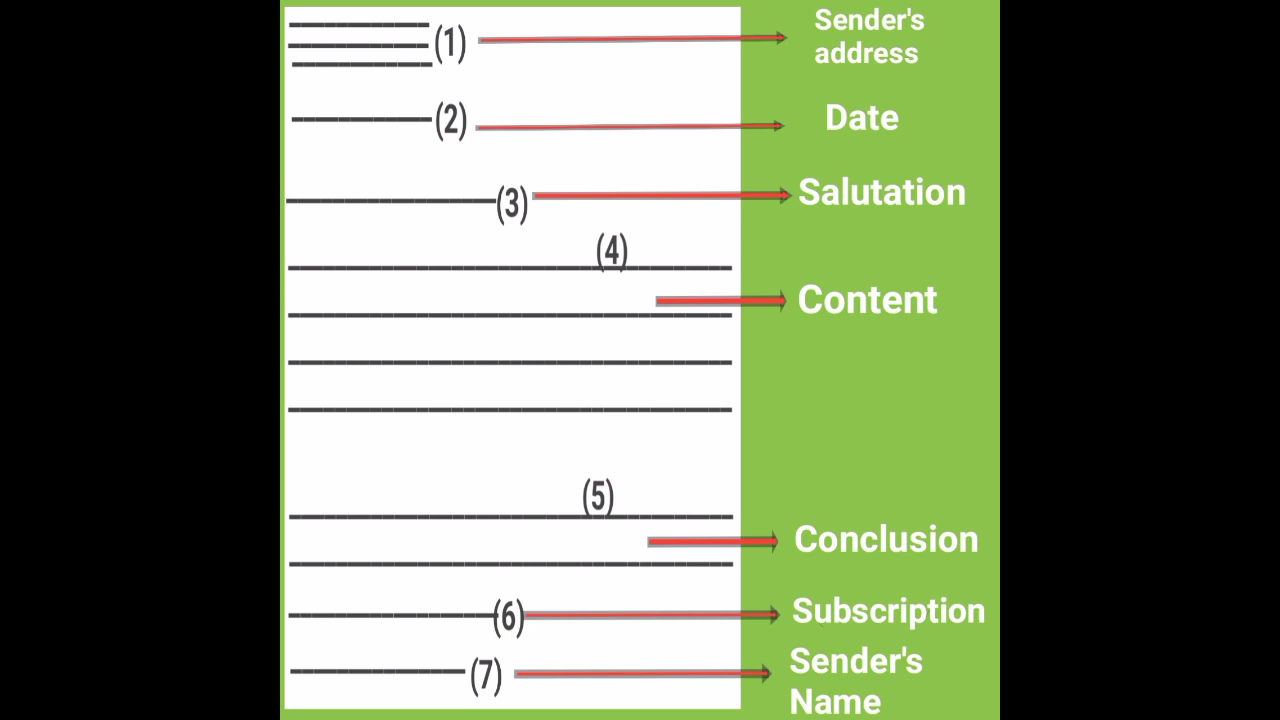 (1)
Sender's
address
(2)
Date
(3)
Salutation
(4)
Content
(5)
Conclusion
(6)
Subscription
(7)
Sender's
Name